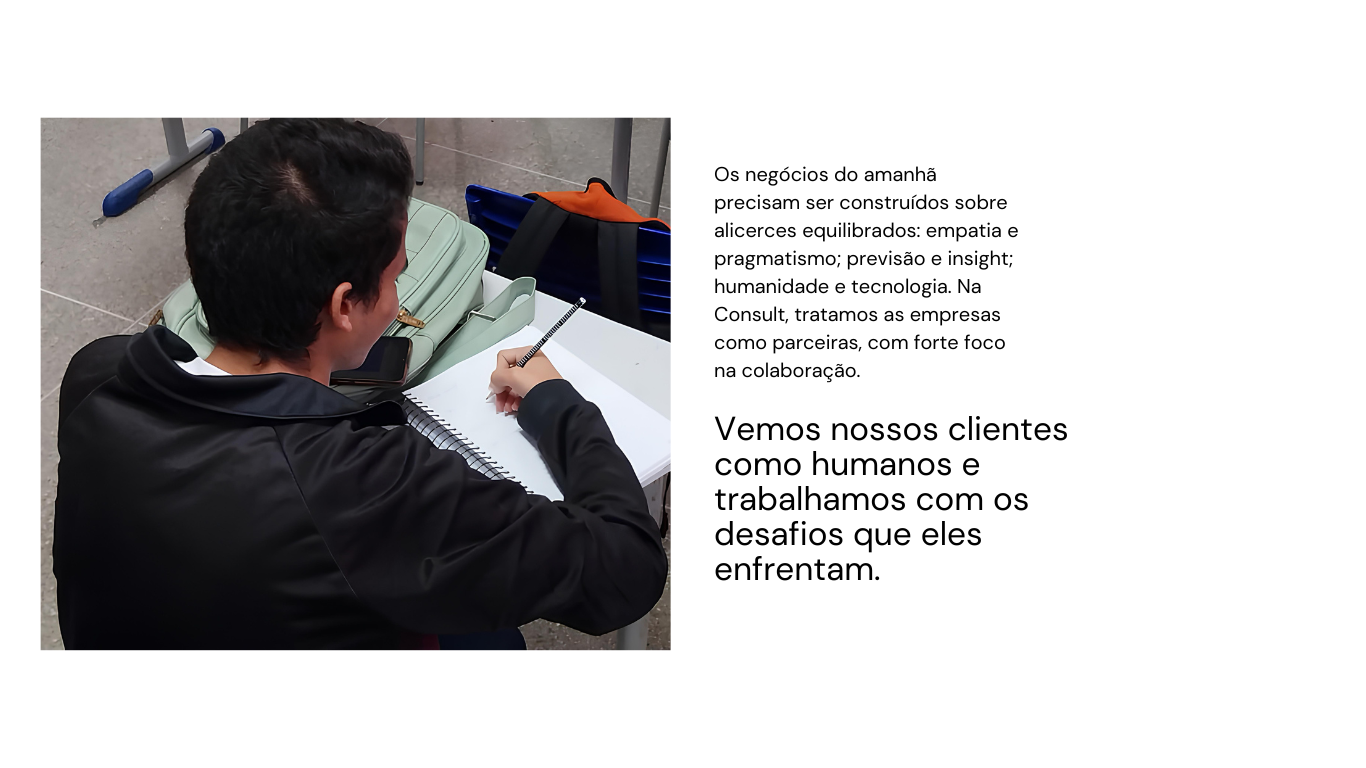 Os negócios do amanhã
precisam ser construídos sobre
alicerces equilibrados: empatia e
pragmatismo; previsão e insight;
humanidade e tecnologia. Na
Consult, tratamos as empresas
como parceiras, com forte foco
na colaboração.
Vemos nossos clientes
como humanos e
trabalhamos com os
desafios que eles
enfrentam.